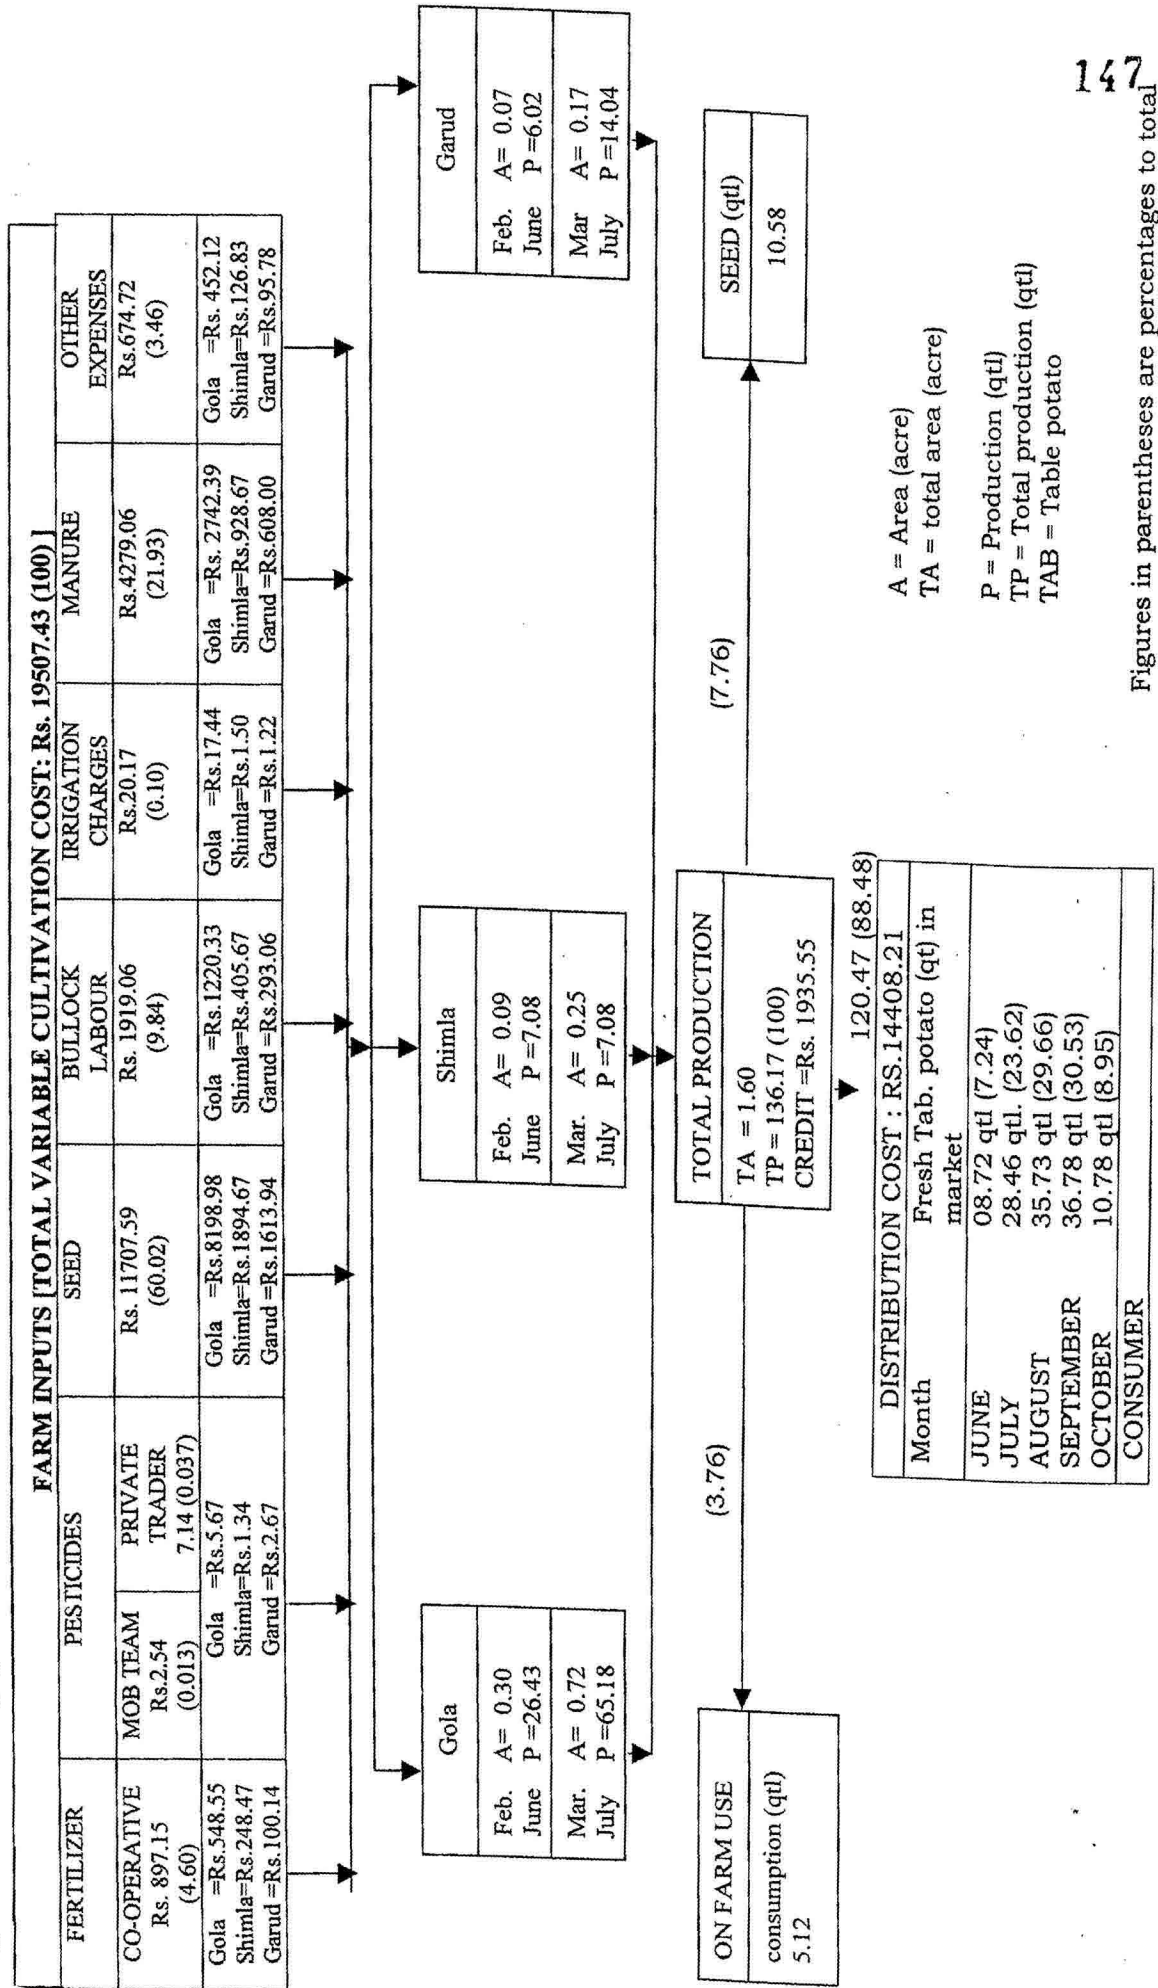 147
FARM INPUTS [TOTAL VARIABLE CULTIVATION COST: Rs. 19507.43 (100) ]
FERTILIZER
PESTICIDES
SEED
BULLOCK
LABOUR
IRRIGATION
CHARGES
MANURE
OTHER
EXPENSES
CO-OPERATIVE
Rs. 897.15
(4.60)
MOB TEAM
Rs.2.54
(0.013)
PRIVATE
TRADER
7.14 (0.037)
Rs. 11707.59
(60.02)
Rs. 1919.06
(9.84)
Rs.20.17
(0.10)
Rs.4279.06
(21.93)
Rs.674.72
(3.46)
Gola =Rs.548.55
Shimla=Rs.248.47
Garud =Rs.100.14
Gola =Rs.5.67
Shimla=Rs.1.34
Garud =Rs.2.67
Gola =Rs.8198.98
Shimla=Rs.1894.67
Garud =Rs.1613.94
Gola =Rs.1220.33
Shimla=Rs.405.67
Garud =Rs.293.06
Gola =Rs.17.44
Shimla=Rs.1.50
Garud =Rs.1.22
Gola =Rs. 2742.39
Shimla=Rs.928.67
Garud =Rs.608.00
Gola =Rs. 452.12
Shimla=Rs.126.83
Garud =Rs.95.78
Gola
Feb. A= 0.30
June P =26.43
Mar. A= 0.72
July P =65.18
Shimla
Feb. A= 0.09
June P =7.08
Mar. A= 0.25
July P =7.08
Garud
Feb. A= 0.07
June P =6.02
Mar A= 0.17
July P =14.04
ON FARM USE
consumption (qtl)
5.12
(3.76)
TOTAL PRODUCTION
TA = 1.60
TP = 136.17 (100)
CREDIT =Rs. 1935.55
(7.76)
SEED (qtl)
10.58
120.47 (88.48)
DISTRIBUTION COST : RS.14408.21
Month Fresh Tab. potato (qt) in
market
JUNE 08.72 qtl (7.24)
JULY 28.46 qtl. (23.62)
AUGUST 35.73 qtl (29.66)
SEPTEMBER 36.78 qtl (30.53)
OCTOBER 10.78 qtl (8.95)
CONSUMER
A = Area (acre)
TA = total area (acre)
P = Production (qtl)
TP = Total production (qtl)
TAB = Table potato
Figures in parentheses are percentages to total